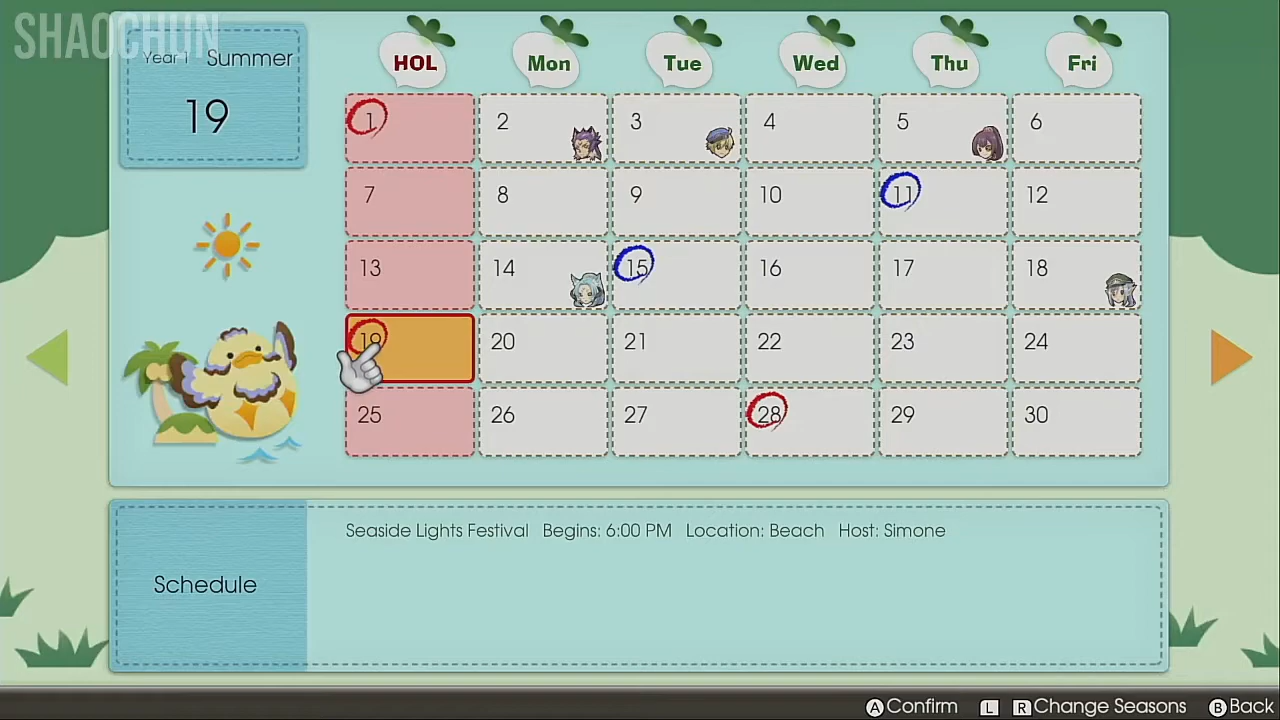 SHAOCHUN
Year 1 Summer
19
HOL Mon Tue Wed Thu Fri
1 2 3 4 5 6
7 8 9 10 11 12
13 14 15 16 17 18
19 20 21 22 23 24
25 26 27 28 29 30
Seaside Lights Festival Begins: 6:00 PM Location: Beach Host: Simone
Schedule
A Confirm L R Change Seasons B Back